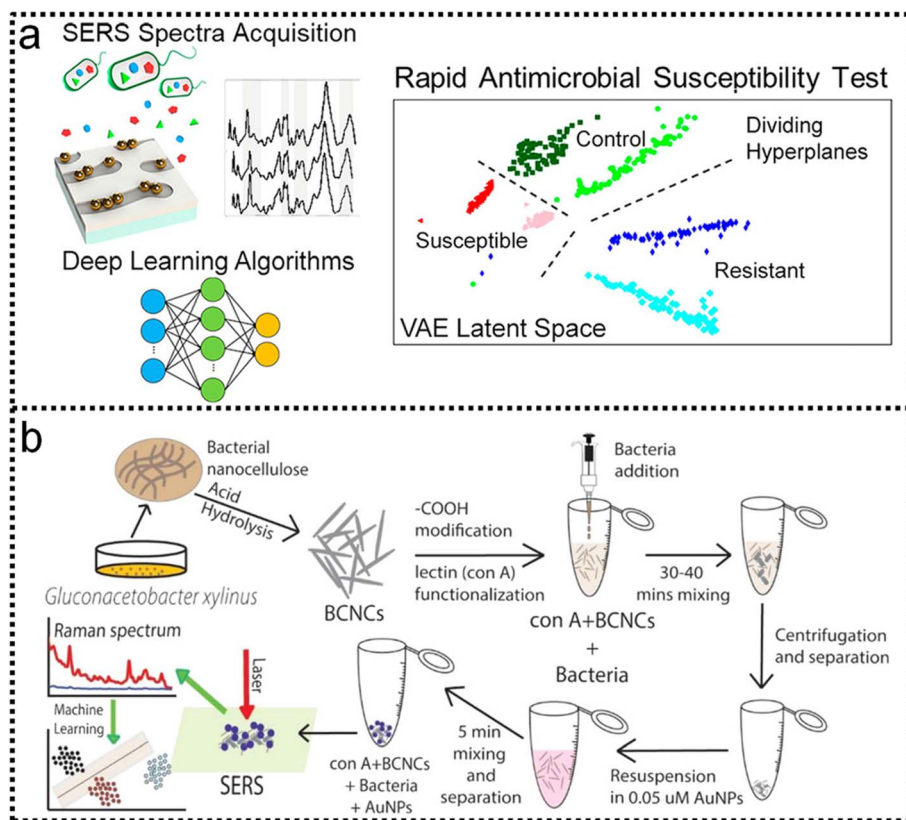 a
SERS Spectra Acquisition
Rapid Antimicrobial Susceptibility Test
Control
Dividing
Hyperplanes
Susceptible
Resistant
VAE Latent Space
Deep Learning Algorithms
b
Bacterial
nanocellulose
Acid
Hydrolysis
Gluconacetobacter xylinus
BCNCs
-COOH
modification
lectin (con A)
functionalization
Bacteria
addition
con A+BCNCs
+
Bacteria
30-40
mins mixing
Centrifugation
and separation
Resuspension
in 0.05 uM AuNPs
5 min
mixing
and
separation
con A+BCNCs
+ Bacteria
+ AuNPs
Laser
SERS
Raman spectrum
Machine
Learning